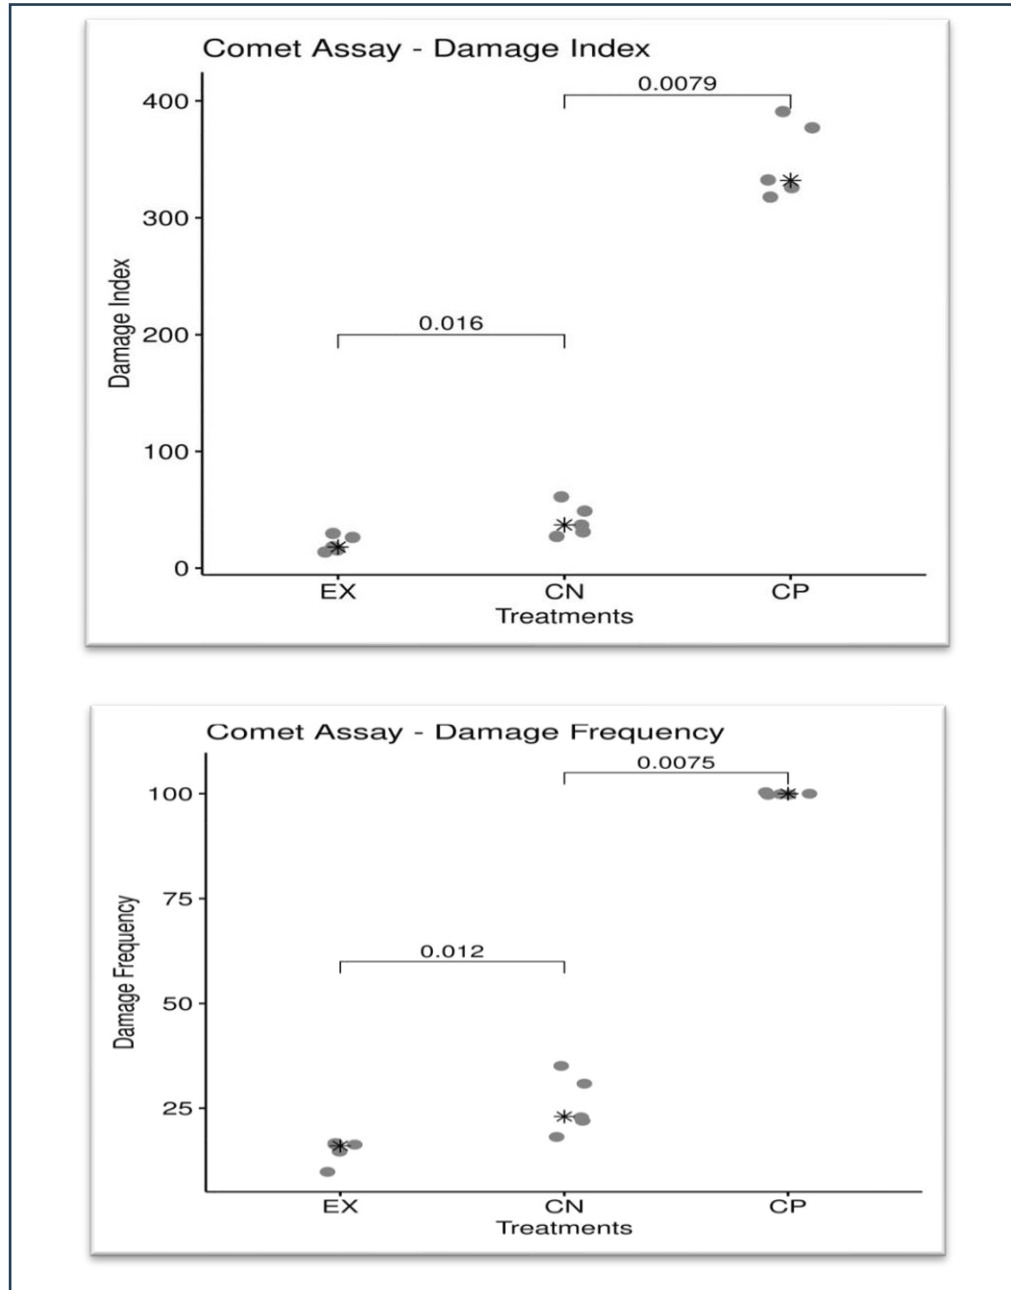 Comet Assay - Damage Index
0.0079
400
300
0.016
200
100
0
Damage Index
EX CN CP
Treatments
Comet Assay - Damage Frequency
0.0075
100
75
0.012
50
25
Damage Frequency
EX CN CP
Treatments